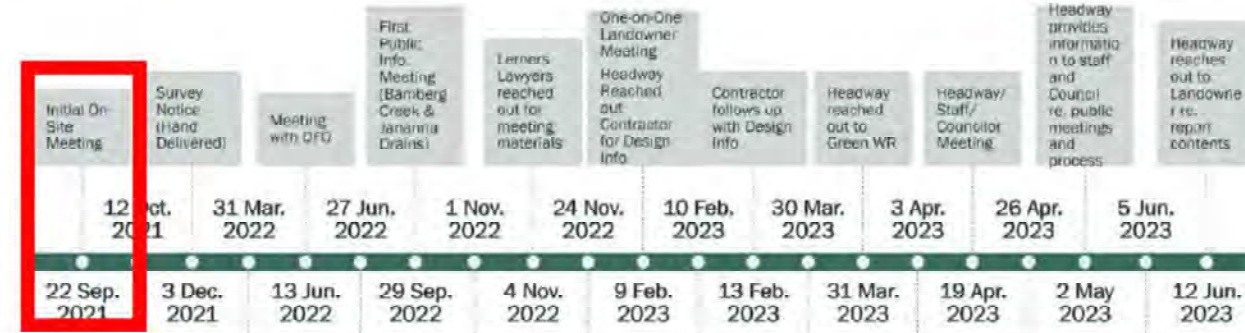 Initial On-
Site
Meeting
Survey
Notice
(Hand
Delivered)
Meeting
with DFO
First
Public
Info.
Meeting
(Bamberg
Creek &
Jananna
Drains)
Lerners
Lawyers
reached
out for
meeting
materials
One-on-One
Landowner
Meeting
Headway
Reached
out
Contractor
for Design
Info
Contractor
follows up
with Design
Info
Headway
reached
out to
Green WR
Headway/
Staff/
Councilor
Meeting
Headway
provides
informatio
n to staff
and
Council
re. public
meetings
and
process
Headway
reaches
out to
Landowne
r re.
report
contents
12 Oct.
2021
31 Mar.
2022
27 Jun.
2022
1 Nov.
2022
24 Nov.
2022
10 Feb.
2023
30 Mar.
2023
3 Apr.
2023
26 Apr.
2023
5 Jun.
2023
22 Sep.
2021
3 Dec.
2021
13 Jun.
2022
29 Sep.
2022
4 Nov.
2022
9 Feb.
2023
13 Feb.
2023
31 Mar.
2023
19 Apr.
2023
2 May
2023
12 Jun.
2023